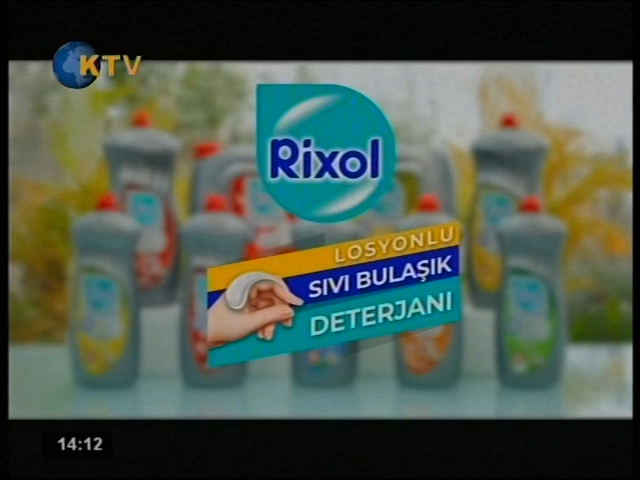 KTV
Rixol
LOSYONLU
SIVI BULAŞIK
DETERJANI
14:12